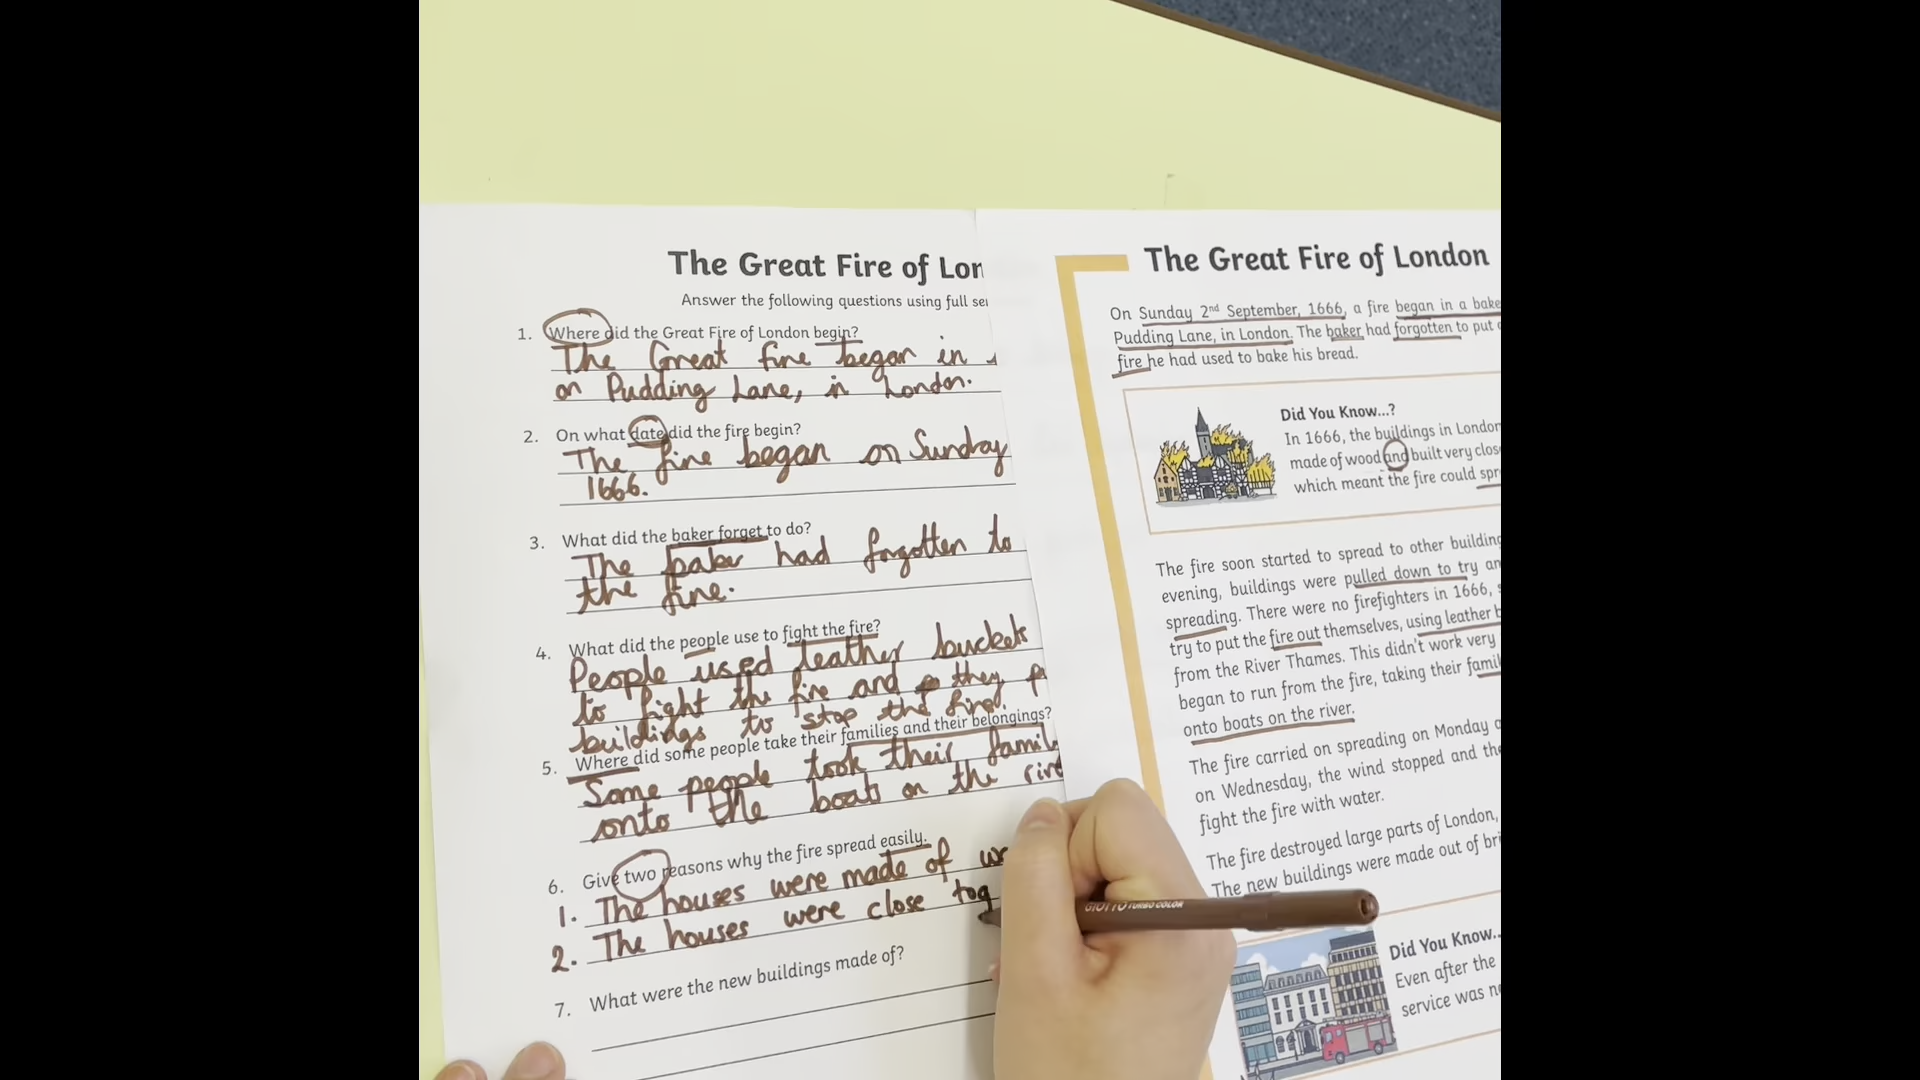 The Great Fire of Lon
Answer the following questions using full se
1. Where did the Great Fire of London begin?
The Great fire began in
on Pudding Lane, in London.
2. On what date did the fire begin?
The fire began on Sunday
1666.
3. What did the baker forget to do?
The baker had forgotten to
the fire.
4. What did the people use to fight the fire?
People used leather buckets
to fight the fire and they p
buildings to stop the fire.
5. Where did some people take their families and their belongings?
Some people took their famil
onto the boats on the rive
6. Give two reasons why the fire spread easily.
1. The houses were made of wo
2. The houses were close tog
7. What were the new buildings made of?
The Great Fire of London
On Sunday 2nd September, 1666, a fire began in a bake
Pudding Lane, in London. The baker had forgotten to put o
fire he had used to bake his bread.
Did You Know...?
In 1666, the buildings in London
made of wood and built very close
which meant the fire could spr
The fire soon started to spread to other building
evening, buildings were pulled down to try an
spreading. There were no firefighters in 1666, s
try to put the fire out themselves, using leather b
from the River Thames. This didn't work very
began to run from the fire, taking their famil
onto boats on the river.
The fire carried on spreading on Monday a
on Wednesday, the wind stopped and the
fight the fire with water.
The fire destroyed large parts of London,
The new buildings were made out of bri
GIOTTO TURBO COLOR
Did You Know...
Even after the
service was ne